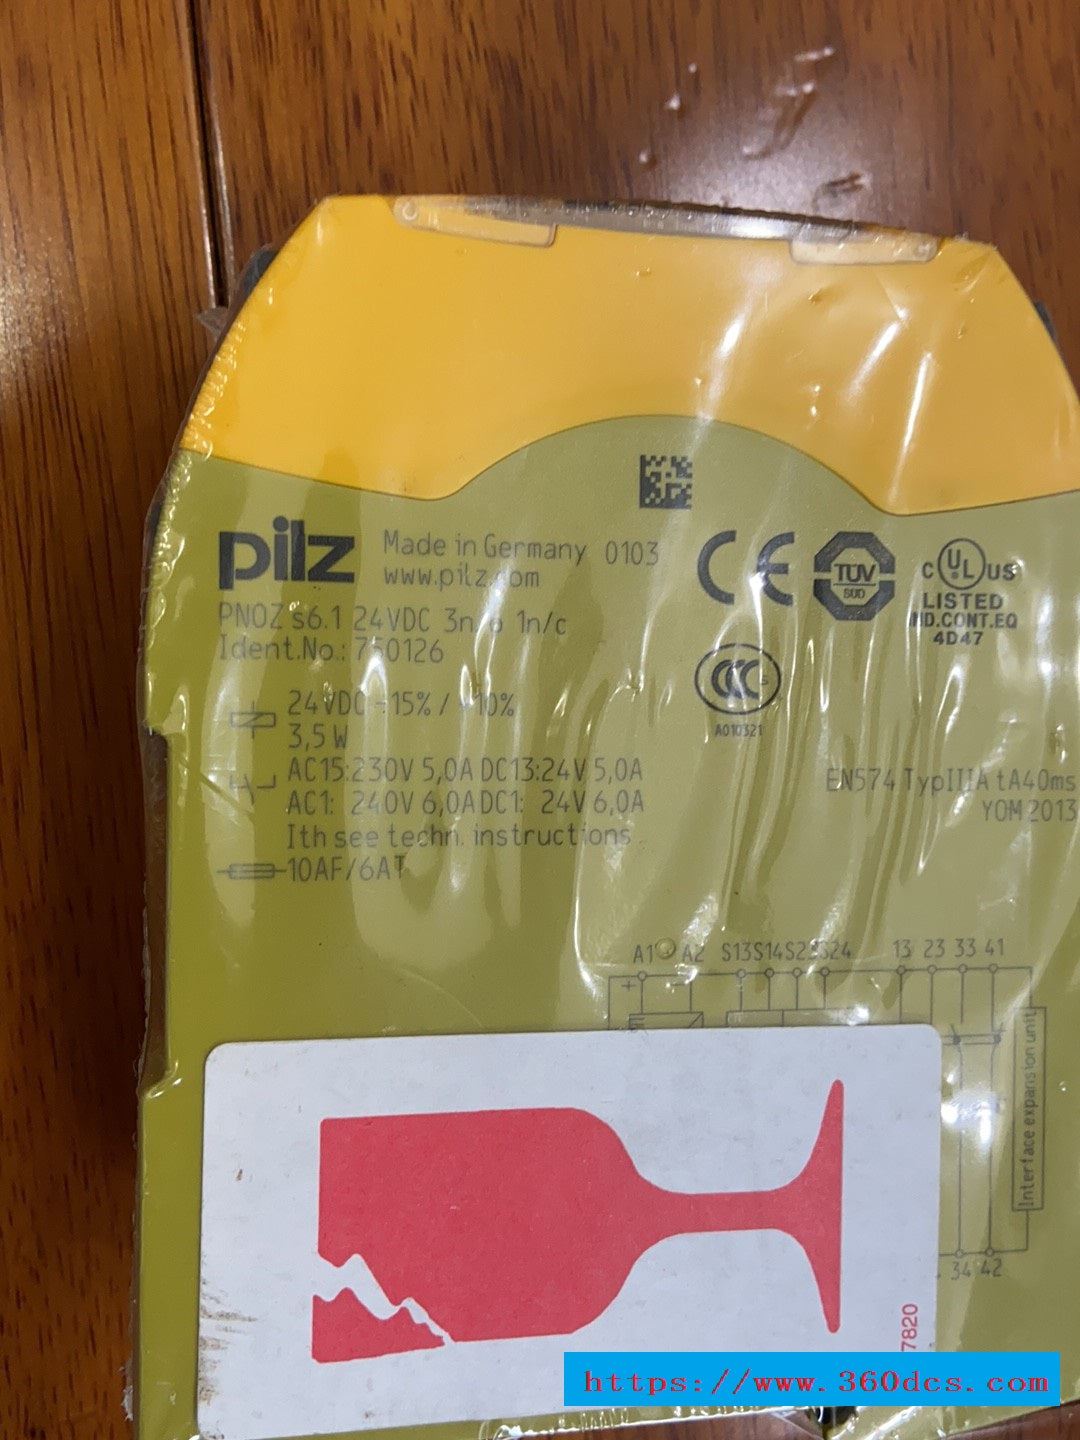 pilz
Made in Germany 0103
www.pilz.com
PNOZ s6.1 24VDC 3n/o 1n/c
Ident.No.: 750126
24VDC -15% / +10%
3,5 W
AC15:230V 5,0A DC13:24V 5,0A
AC1: 240V 6,0A DC1: 24V 6,0A
Ith see techn. instructions
10AF/6AT
CE
TÜV
SÜD
C UL US
LISTED
IND.CONT.EQ
4D47
CCC
A010321
EN574 TypIIIA tA40ms
YOM 2013
A1 A2 S13 S14 S23 S24 13 23 33 41
+ -
Interface expansion unit
34 42
7820
https://www.360dcs.com